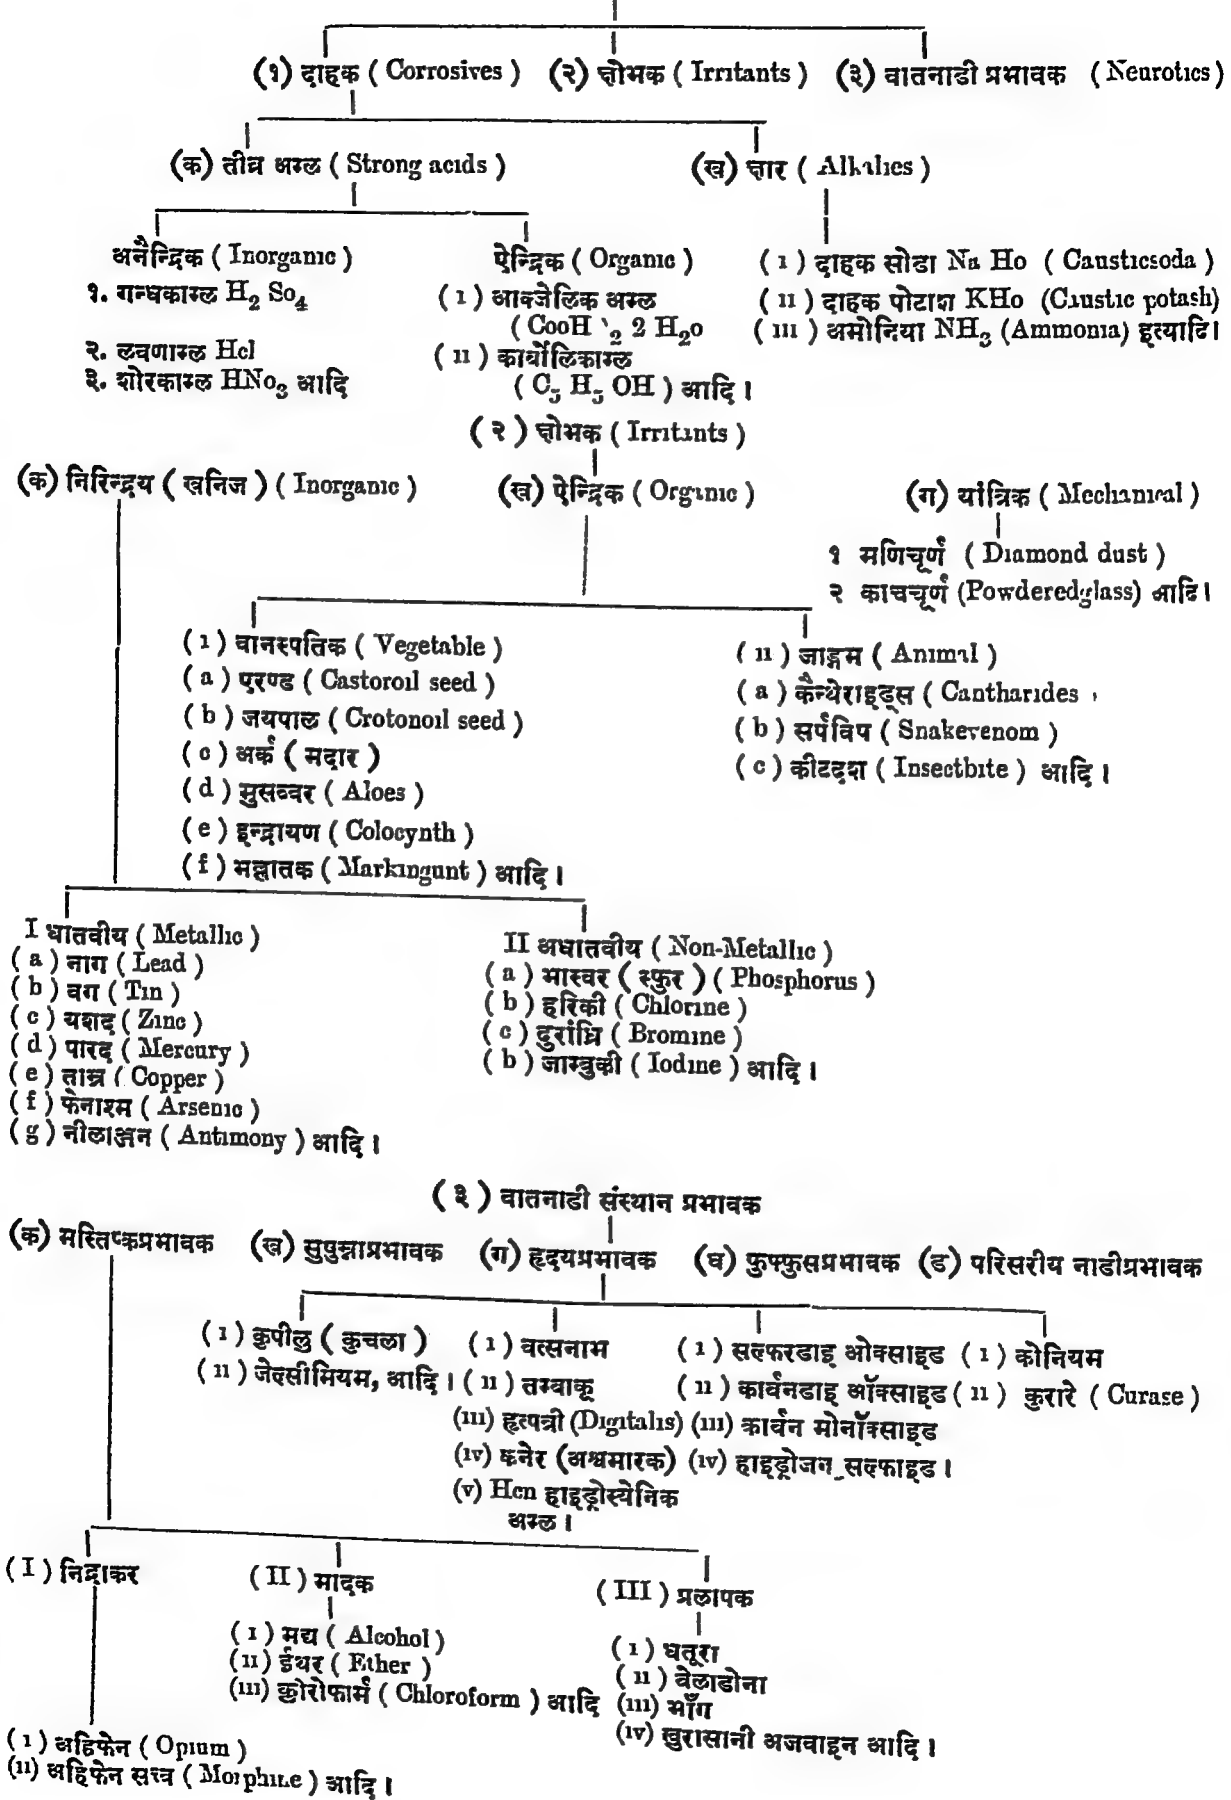 (१) दाहक ( Corrosives ) (२) क्षोभक ( Irritants ) (३) वातनाडी प्रभावक ( Neurotics )
(क) तीव्र अम्ल ( Strong acids ) (ख) क्षार ( Alkalies )
अनैन्द्रिक ( Inorganic ) ऐन्द्रिक ( Organic ) ( i ) दाहक सोडा Na Ho ( Causticsoda )
१. गन्धकाम्ल H₂ So₄ ( i ) आक्जेलिक अम्ल ( ii ) दाहक पोटाश KHo (Caustic potash)
( CooH )₂ 2 H₂o ( iii ) अमोनिया NH₃ (Ammonia) इत्यादि।
२. लवणाम्ल Hcl ( ii ) कार्बोलिकाम्ल
३. शोरकाम्ल HNo₃ आदि ( C₅ H₅ OH ) आदि।
( २ ) क्षोभक ( Irritants )
(क) निरिन्द्रय ( खनिज ) ( Inorganic ) (ख) ऐन्द्रिक ( Organic ) (ग) यांत्रिक ( Mechanical )
१ मणिचूर्ण ( Diamond dust )
२ काचचूर्ण (Powderedglass) आदि।
( i ) वानस्पतिक ( Vegetable ) ( ii ) जाङ्गम ( Animal )
( a ) एरण्ड ( Castoroil seed ) ( a ) कैन्थेराइड्स ( Cantharides )
( b ) जयपाल ( Crotonoil seed ) ( b ) सर्पविष ( Snakevenom )
( c ) अर्क ( मदार ) ( c ) कीटदश ( Insectbite ) आदि।
( d ) मुसब्बर ( Aloes )
( e ) इन्द्रायण ( Colocynth )
( f ) भल्लातक ( Markingunt ) आदि।
I धातवीय ( Metallic ) II अधातवीय ( Non-Metallic )
( a ) नाग ( Lead ) ( a ) भास्वर ( स्फुर ) ( Phosphorus )
( b ) वग ( Tin ) ( b ) हरिकी ( Chlorine )
( c ) यशद ( Zinc ) ( c ) दुरांध्रि ( Bromine )
( d ) पारद ( Mercury ) ( b ) जाम्बुकी ( Iodine ) आदि।
( e ) ताम्र ( Copper )
( f ) फेनाश्म ( Arsenic )
( g ) नीलाञ्जन ( Antimony ) आदि।
( ३ ) वातनाडी संस्थान प्रभावक
(क) मस्तिष्कप्रभावक (ख) सुषुम्नाप्रभावक (ग) हृदयप्रभावक (घ) फुफ्फुसप्रभावक (ड) परिसरीय नाडीप्रभावक
( i ) कुपीलु ( कुचला ) ( i ) वत्सनाभ ( i ) सल्फरडाइ ओक्साइड ( i ) कोनियम
( ii ) जेल्सीमियम, आदि। ( ii ) तम्बाकू ( ii ) कार्बनडाइ ऑक्साइड ( ii ) कुरारे ( Curase )
(iii) हृत्पत्री (Digitalis) (iii) कार्बन मोनॉक्साइड
(iv) कनेर (अश्वमारक) (iv) हाइड्रोजन सल्फाइड।
(v) Hcn हाइड्रोस्येनिक
अम्ल।
( I ) निद्राकर ( II ) मादक ( III ) प्रलापक
( i ) मद्य ( Alcohol ) ( i ) धतूरा
(ii) ईथर ( Ether ) ( ii ) वेलाडोना
(iii) क्लोरोफार्म ( Chloroform ) आदि (iii) भाँग
(iv) खुरासानी अजवाइन आदि।
( i ) अहिफेन ( Opium )
(ii) अहिफेन सत्त्व ( Morphine ) आदि।